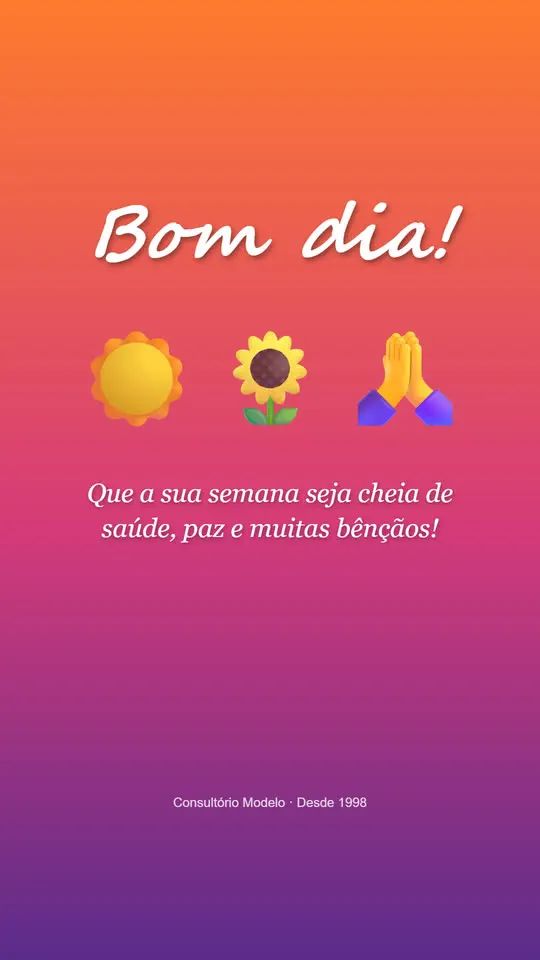 Bom dia!
Que a sua semana seja cheia de
saúde, paz e muitas bênçãos!
Consultório Modelo · Desde 1998